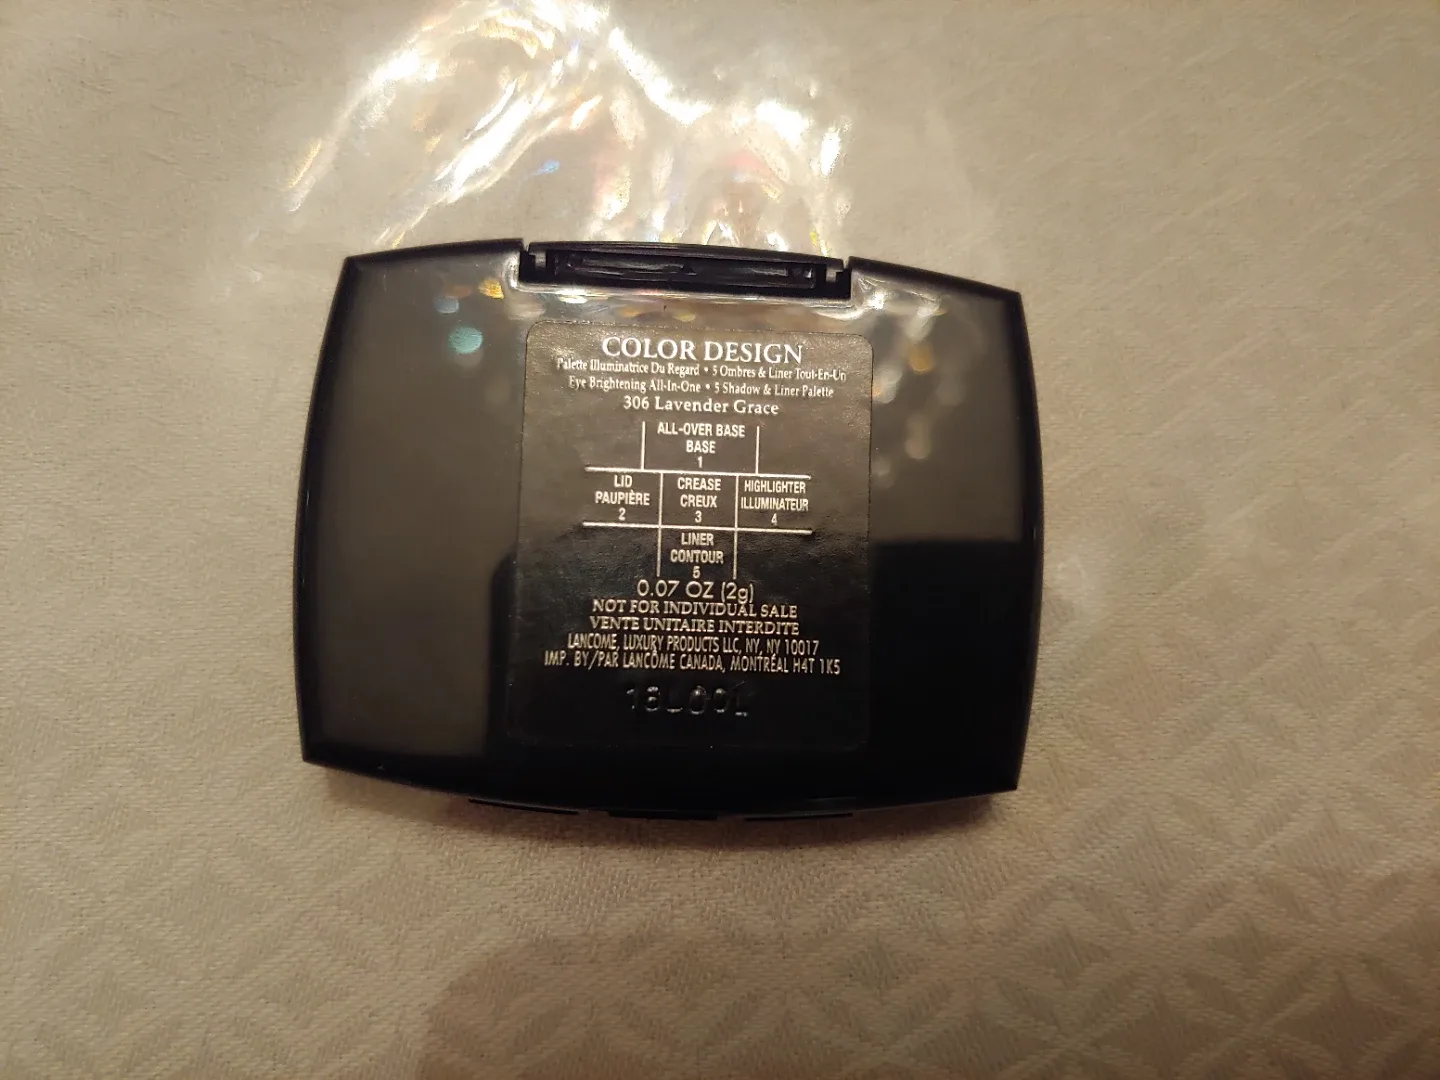 COLOR DESIGN
Palette Illuminatrice Du Regard • 5 Ombres & Liner Tout-En-Un
Eye Brightening All-In-One • 5 Shadow & Liner Palette
306 Lavender Grace
ALL-OVER BASE
BASE
1
LID
PAUPIÈRE
2
CREASE
CREUX
3
HIGHLIGHTER
ILLUMINATEUR
4
LINER
CONTOUR
5
0.07 OZ (2g)
NOT FOR INDIVIDUAL SALE
VENTE UNITAIRE INTERDITE
LANCOME, LUXURY PRODUCTS LLC, NY, NY 10017
IMP. BY/PAR LANCÔME CANADA, MONTRÉAL H4T 1K5